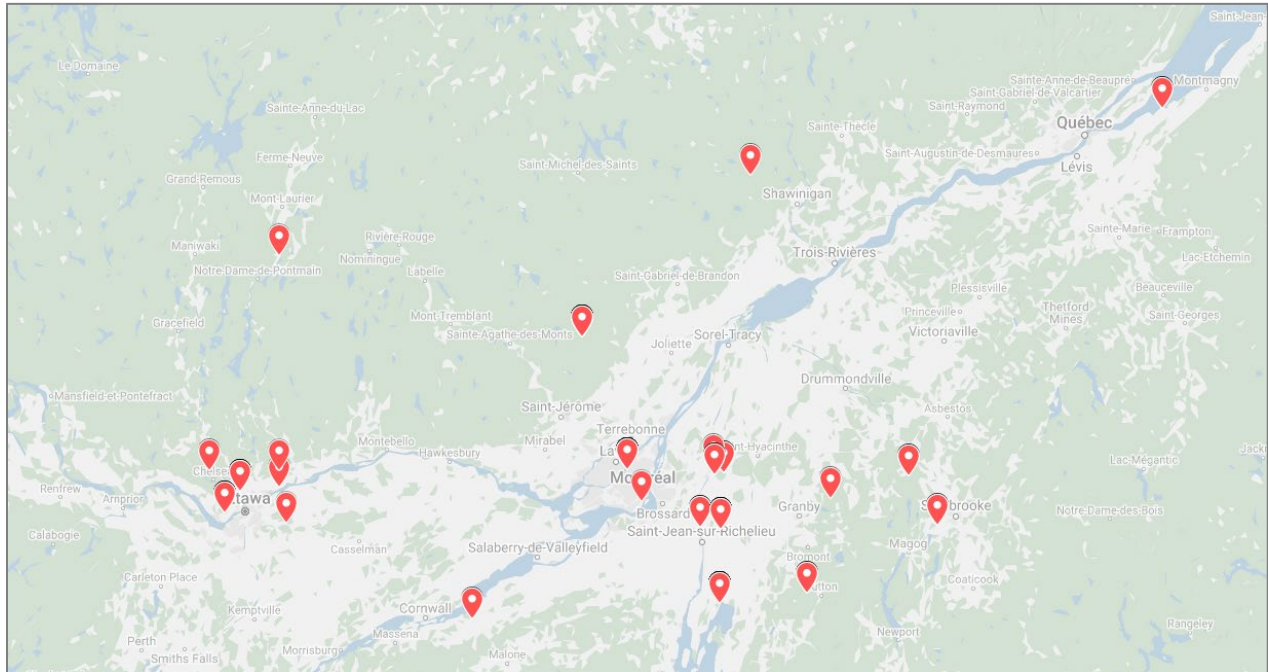 Saint-Jean-
Le Domaine
Sainte-Anne-de-Beaupré
Montmagny
Saint-Gabriel-de-Valcartier
Sainte-Anne-du-Lac
Saint-Raymond
Québec
Sainte-Thècle
Ferme-Neuve
Saint-Augustin-de-Desmaures
Lévis
Saint-Michel-des-Saints
Grand-Remous
Shawinigan
Mont-Laurier
Sainte-Marie
Frampton
Rivière-Rouge
Maniwaki
Nominingue
Trois-Rivières
Lac-Etchemin
Notre-Dame-de-Pontmain
Labelle
Saint-Gabriel-de-Brandon
Plessisville
Beauceville
Princeville
Thetford
Mines
Mont-Tremblant
Saint-Georges
Gracefield
Sainte-Agathe-des-Monts
Sorel-Tracy
Victoriaville
Joliette
Drummondville
Mansfield-et-Pontefract
Saint-Jérôme
Asbestos
Terrebonne
Montebello
Mirabel
Hawkesbury
Montréal
Lac-Mégantic
Renfrew
Arnprior
Granby
Brossard
Notre-Dame-des-Bois
Saint-Jean-sur-Richelieu
Calabogie
Casselman
Salaberry-de-Valleyfield
Magog
Bromont
Carleton Place
Coaticook
Kemptville
Cornwall
Massena
Newport
Rangeley
Perth
Morrisburg
Smiths Falls
Malone